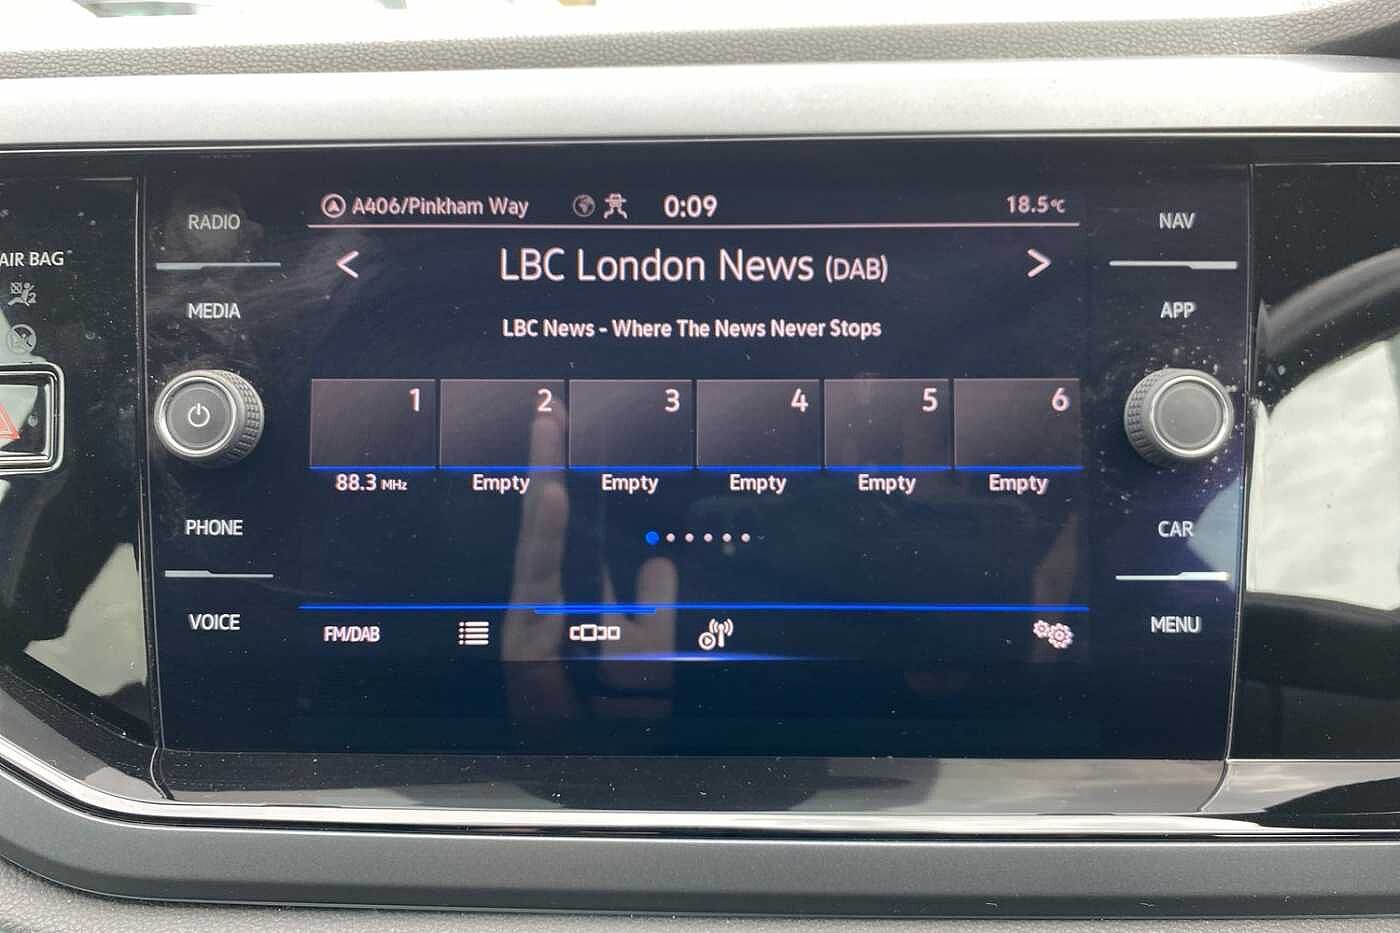 A406/Pinkham Way 0:09 18.5°C
RADIO
NAV
AIR BAG
< LBC London News (DAB) >
MEDIA
APP
LBC News - Where The News Never Stops
1 2 3 4 5 6
88.3 MHz Empty Empty Empty Empty Empty
PHONE
CAR
VOICE
MENU
FM/DAB